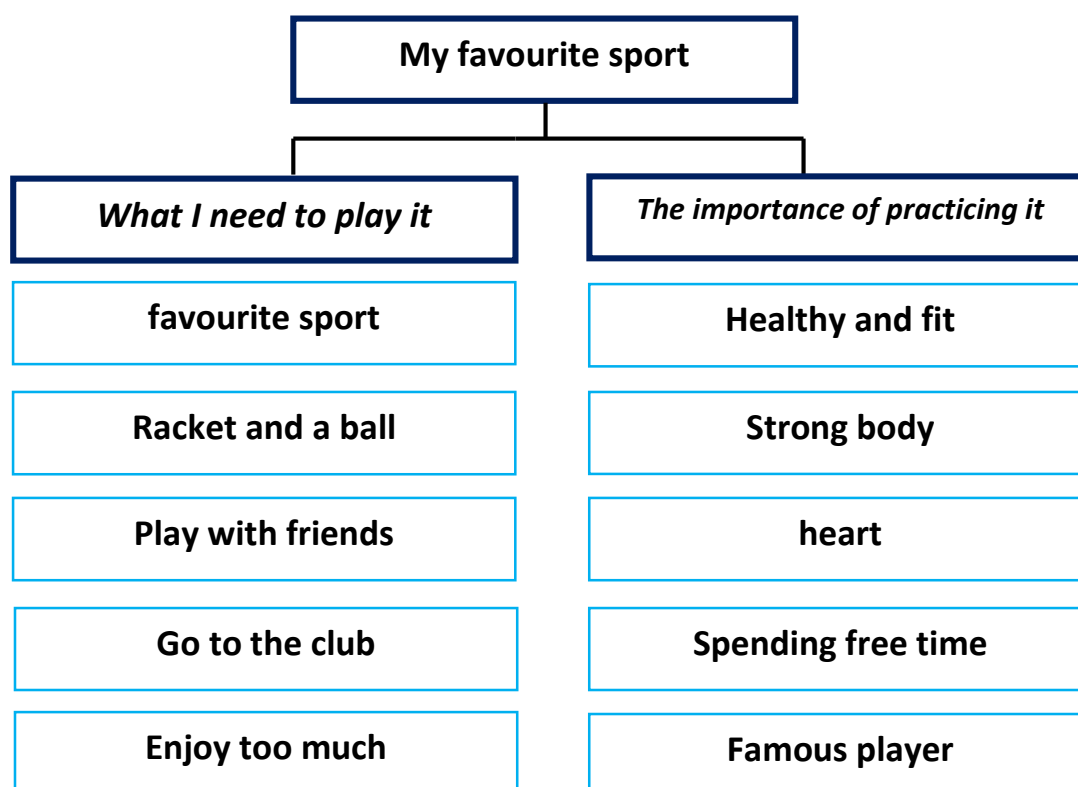 My favourite sport
What I need to play it
The importance of practicing it
favourite sport
Healthy and fit
Racket and a ball
Strong body
Play with friends
heart
Go to the club
Spending free time
Enjoy too much
Famous player